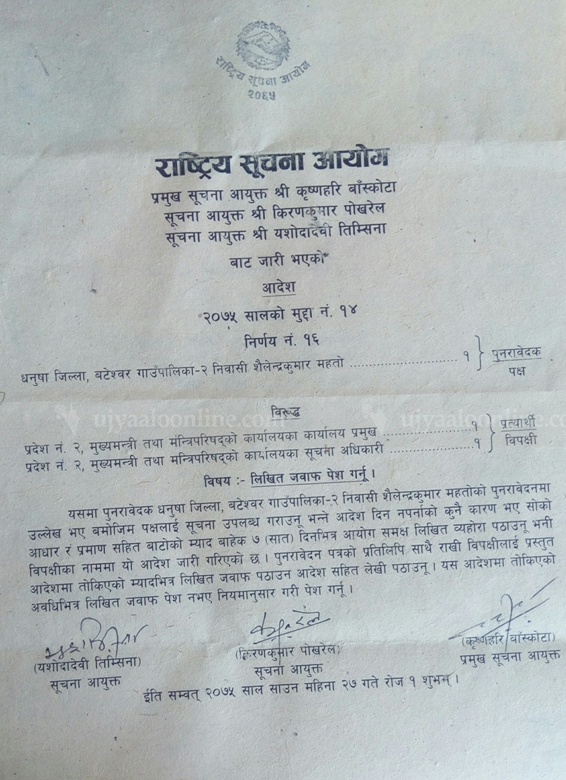 राष्ट्रिय सूचना आयोग
२०६५
राष्ट्रिय सूचना आयोग
प्रमुख सूचना आयुक्त श्री कृष्णहरि बाँस्कोटा
सूचना आयुक्त श्री किरणकुमार पोखरेल
सूचना आयुक्त श्री यशोदादेवी तिम्सिना
बाट जारी भएको
आदेश
२०७५ सालको मुद्दा नं. १४
निर्णय नं. १६
धनुषा जिल्ला, बटेश्वर गाउँपालिका-२ निवासी शैलेन्द्रकुमार महतो .......................... १ } पुनरावेदक
पक्ष
ujyaaloonline.com
विरूद्ध
प्रदेश नं. २, मुख्यमन्त्री तथा मन्त्रिपरिषद्को कार्यालयका कार्यालय प्रमुख ..................... १ } प्रत्यार्थी
प्रदेश नं. २, मुख्यमन्त्री तथा मन्त्रिपरिषद्को कार्यालयका सूचना अधिकारी .................... १ विपक्षी
विषय :- लिखित जवाफ पेश गर्नू ।
यसमा पुनरावेदक धनुषा जिल्ला, बटेश्वर गाउँपालिका-२ निवासी शैलेन्द्रकुमार महतोको पुनरावेदनमा
उल्लेख भए बमोजिम पक्षलाई सूचना उपलब्ध गराउनू भन्ने आदेश दिन नपर्नाको कुनै कारण भए सोको
आधार र प्रमाण सहित बाटोको म्याद बाहेक ७ (सात) दिनभित्र आयोग समक्ष लिखित व्यहोरा पठाउनू भनी
विपक्षीका नाममा यो आदेश जारी गरिएको छ । पुनरावेदन पत्रको प्रतिलिपि साथै राखी विपक्षीलाई प्रस्तुत
आदेशमा तोकिएको म्यादभित्र लिखित जवाफ पठाउन आदेश सहित लेखी पठाउनू । यस आदेशमा तोकिएको
अवधिभित्र लिखित जवाफ पेश नभए नियमानुसार गरी पेश गर्नू ।
(यशोदादेवी तिम्सिना) (किरणकुमार पोखरेल) (कृष्णहरि बाँस्कोटा)
सूचना आयुक्त सूचना आयुक्त प्रमुख सूचना आयुक्त
ईति सम्वत् २०७५ साल साउन महिना २७ गते रोज १ शुभम् ।